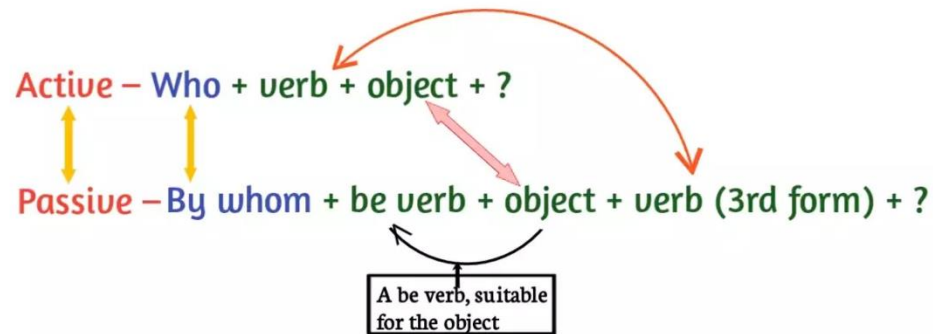 Active – Who + verb + object + ?
Passive – By whom + be verb + object + verb (3rd form) + ?
A be verb, suitable
for the object